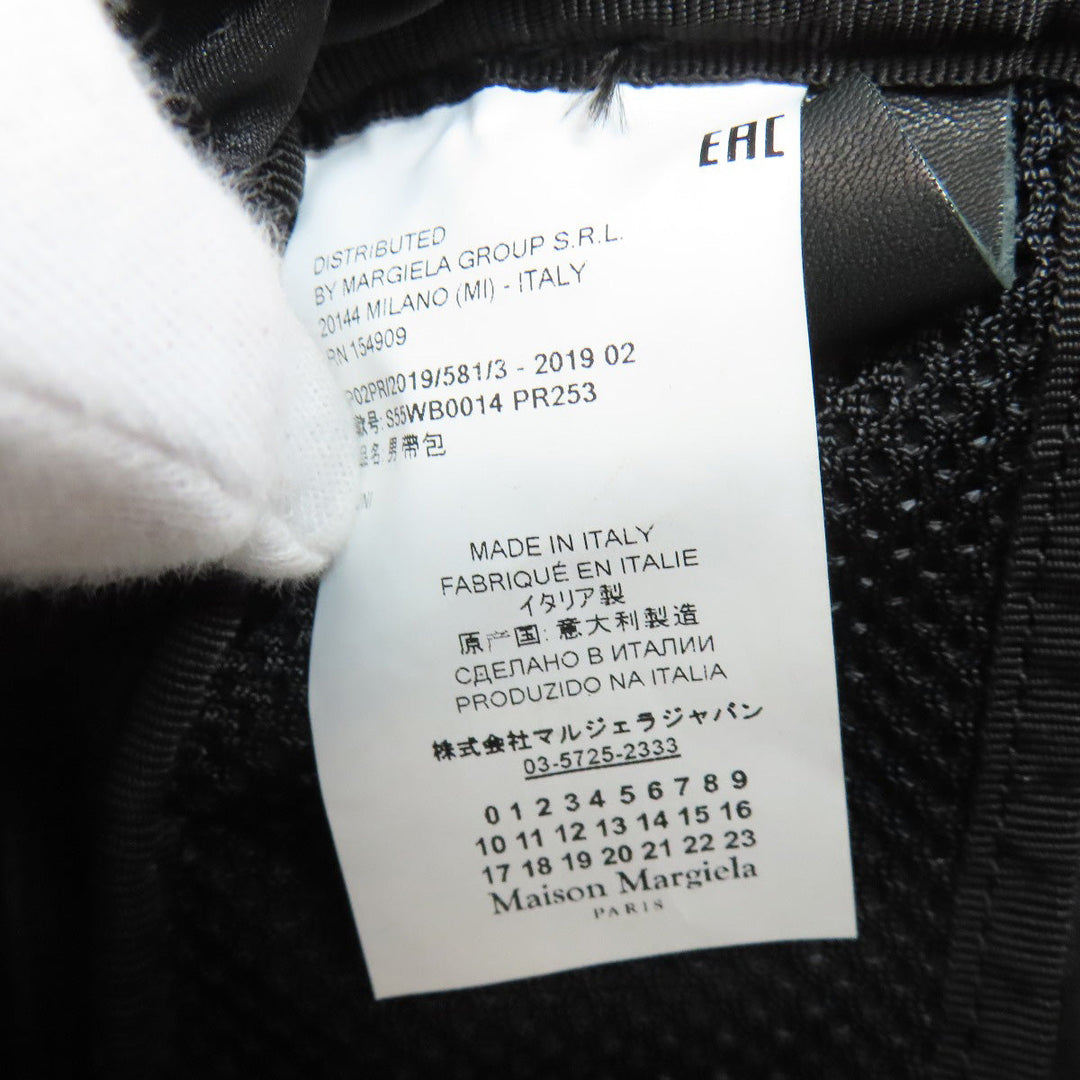 EAC
DISTRIBUTED
BY MARGIELA GROUP S.R.L.
20144 MILANO (MI) - ITALY
RN 154909
P02PR/2019/581/3 - 2019 02
款号: S55WB0014 PR253
名: 男帶包
MADE IN ITALY
FABRIQUÉ EN ITALIE
イタリア製
原产国: 意大利製造
СДЕЛАНО В ИТАЛИИ
PRODUZIDO NA ITALIA
株式会社マルジェラジャパン
03-5725-2333
0 1 2 3 4 5 6 7 8 9
10 11 12 13 14 15 16
17 18 19 20 21 22 23
Maison Margiela
PARIS